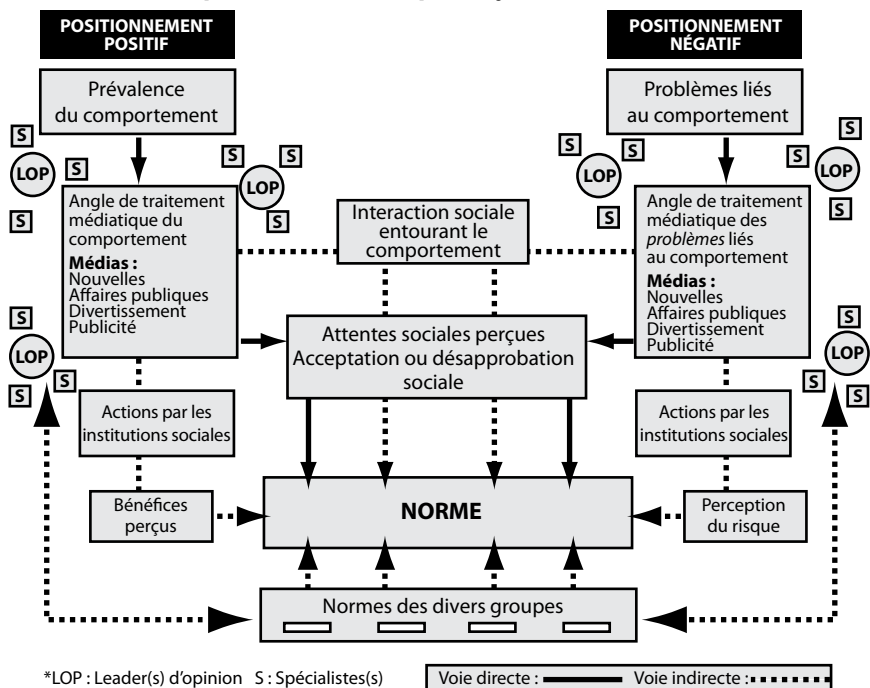 POSITIONNEMENT
POSITIF
POSITIONNEMENT
NÉGATIF
Prévalence
du comportement
Problèmes liés
au comportement
S
LOP
S
S
S
LOP
S
S
S
S
LOP
S
S
S
LOP
S
Angle de traitement
médiatique du
comportement
Médias :
Nouvelles
Affaires publiques
Divertissement
Publicité
Interaction sociale
entourant le
comportement
Angle de traitement
médiatique des
problèmes liés
au comportement
Médias :
Nouvelles
Affaires publiques
Divertissement
Publicité
Attentes sociales perçues
Acceptation ou désapprobation
sociale
S
LOP
S
S
S
LOP
S
S
Actions par les
institutions sociales
Actions par les
institutions sociales
Bénéfices
perçus
NORME
Perception
du risque
Normes des divers groupes
*LOP : Leader(s) d'opinion S : Spécialistes(s)
Voie directe : Voie indirecte :